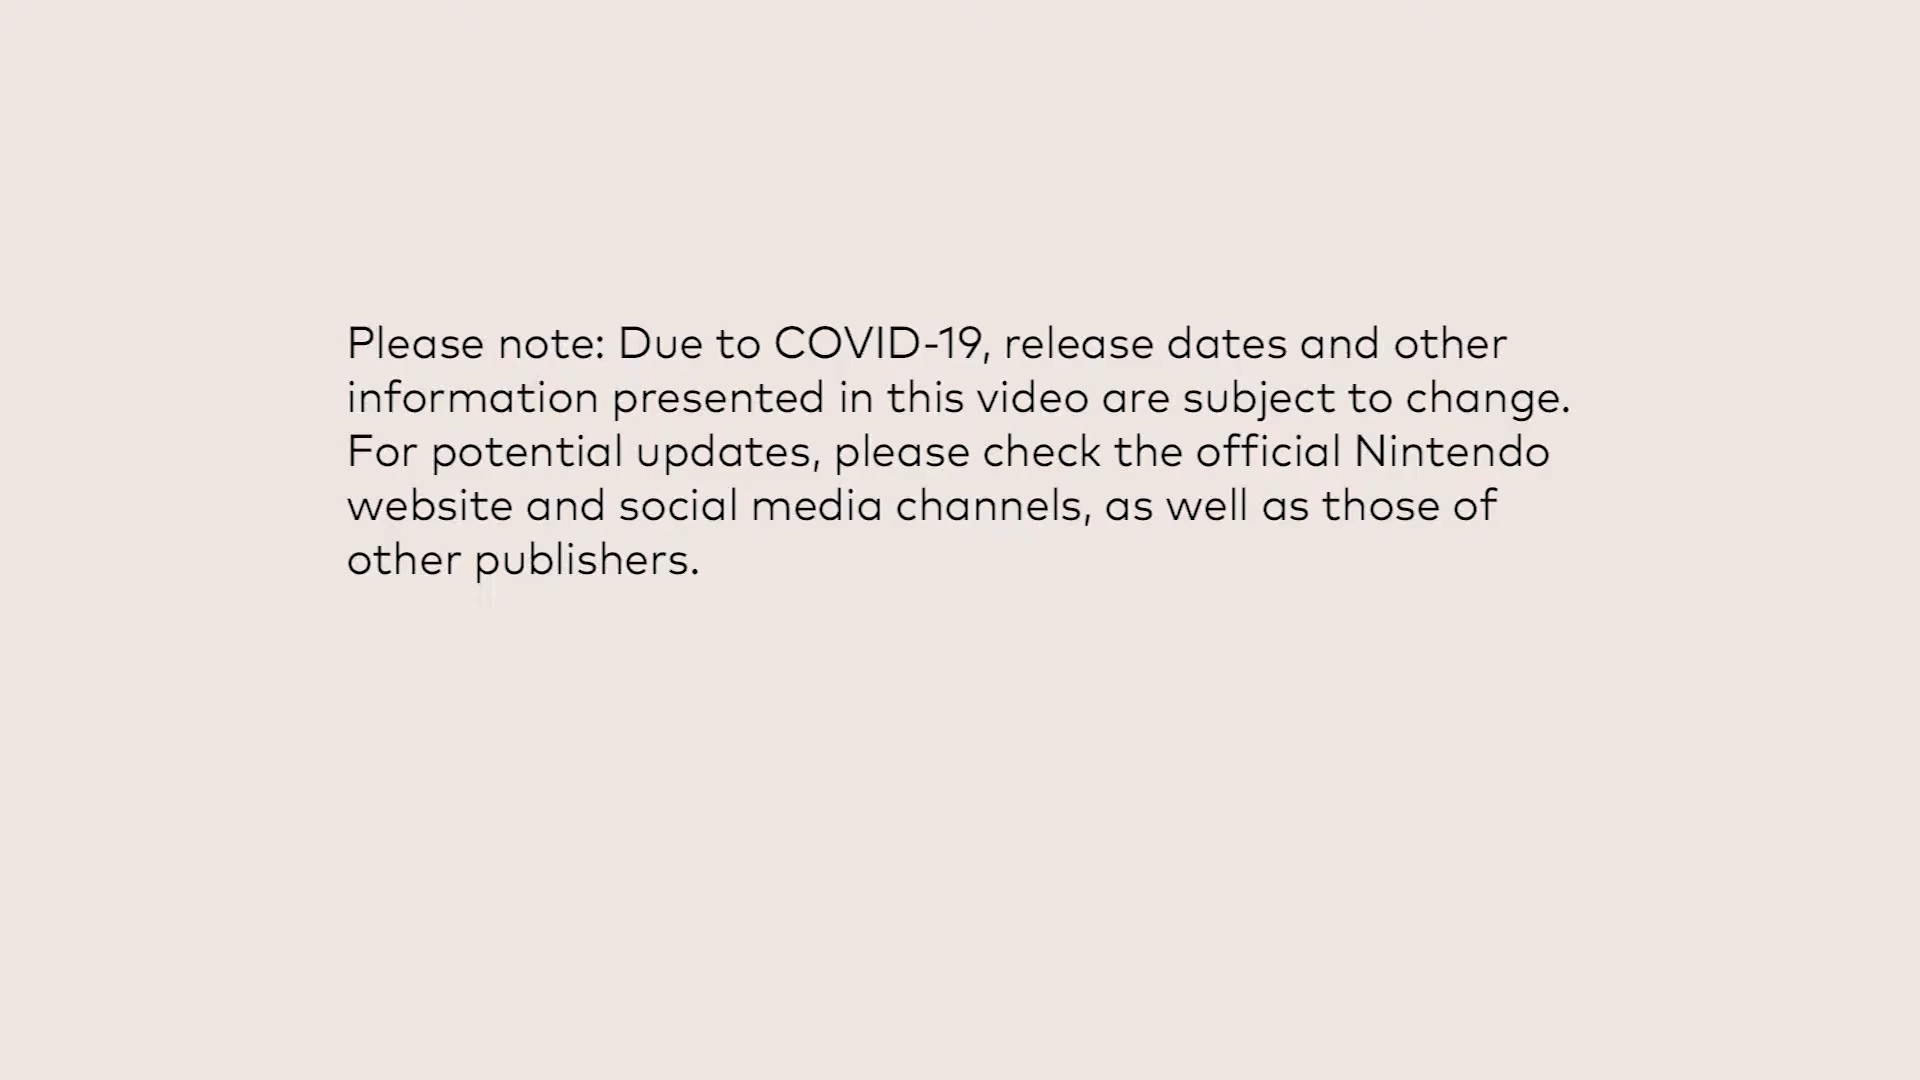 Please note: Due to COVID-19, release dates and other
information presented in this video are subject to change.
For potential updates, please check the official Nintendo
website and social media channels, as well as those of
other publishers.